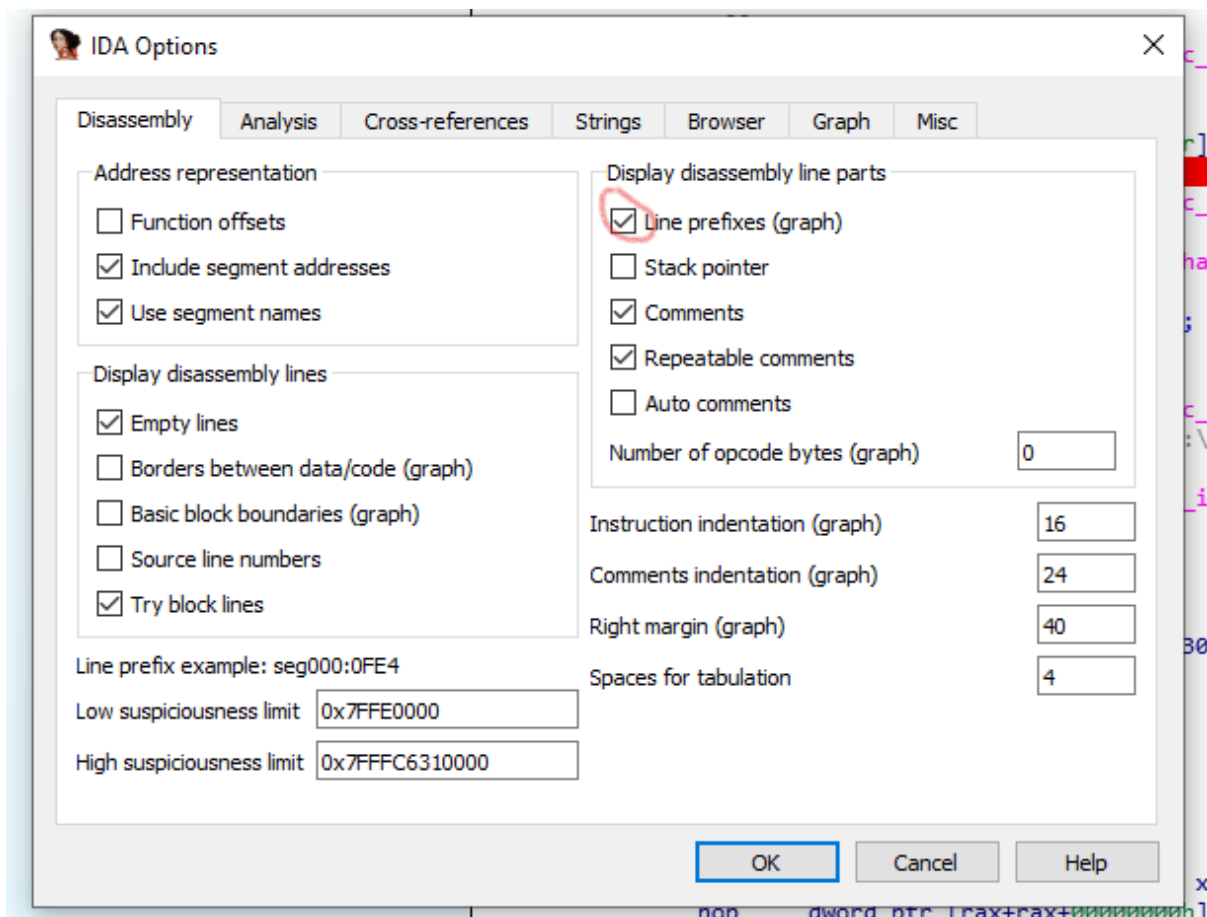 IDA Options
Disassembly Analysis Cross-references Strings Browser Graph Misc
Address representation
Function offsets
Include segment addresses
Use segment names
Display disassembly lines
Empty lines
Borders between data/code (graph)
Basic block boundaries (graph)
Source line numbers
Try block lines
Line prefix example: seg000:0FE4
Low suspiciousness limit 0x7FFE0000
High suspiciousness limit 0x7FFFC6310000
Display disassembly line parts
Line prefixes (graph)
Stack pointer
Comments
Repeatable comments
Auto comments
Number of opcode bytes (graph) 0
Instruction indentation (graph) 16
Comments indentation (graph) 24
Right margin (graph) 40
Spaces for tabulation 4
OK Cancel Help